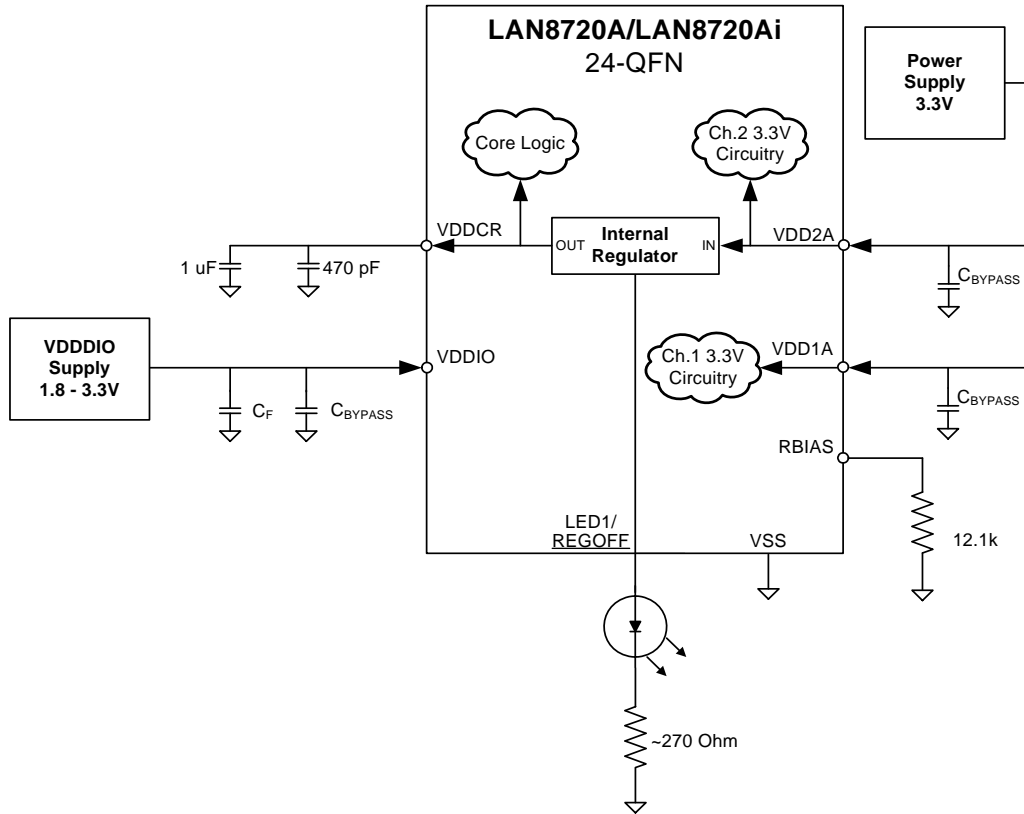 LAN8720A/LAN8720Ai
24-QFN
Power
Supply
3.3V
Core Logic
Ch.2 3.3V
Circuitry
VDDCR
OUT
Internal
Regulator
IN
VDD2A
1 uF
470 pF
CBYPASS
VDDDIO
Supply
1.8 - 3.3V
VDDIO
Ch.1 3.3V
Circuitry
VDD1A
CF
CBYPASS
CBYPASS
RBIAS
12.1k
LED1/
REGOFF
VSS
~270 Ohm